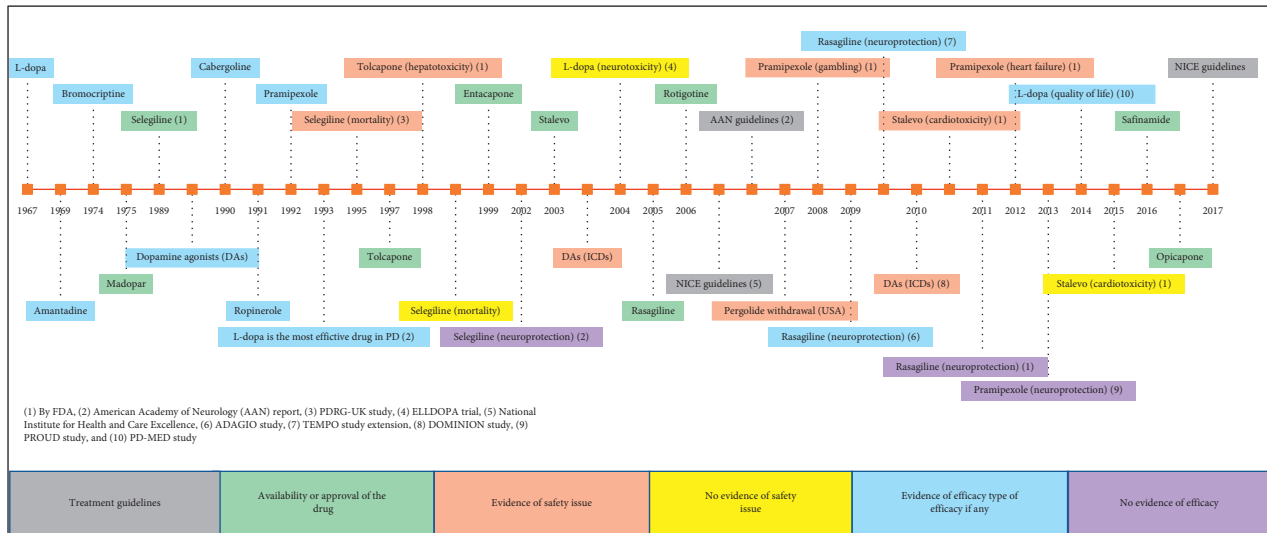 Rasagiline (neuroprotection) (7)
L-dopa
Cabergoline
Tolcapone (hepatotoxicity) (1)
L-dopa (neurotoxicity) (4)
Pramipexole (gambling) (1)
Pramipexole (heart failure) (1)
NICE guidelines
Bromocriptine
Pramipexole
Entacapone
Rotigotine
L-dopa (quality of life) (10)
Selegiline (1)
Selegiline (mortality) (3)
Stalevo
AAN guidelines (2)
Stalevo (cardiotoxicity) (1)
Safinamide
1967 1969 1974 1975 1989 1990 1991 1992 1993 1995 1997 1998 1999 2002 2003 2004 2005 2006 2007 2008 2009 2010 2011 2012 2013 2014 2015 2016 2017
Dopamine agonists (DAs)
Tolcapone
DAs (ICDs)
Opicapone
Madopar
NICE guidelines (5)
DAs (ICDs) (8)
Stalevo (cardiotoxicity) (1)
Amantadine
Ropinerole
Selegiline (mortality)
Rasagiline
Pergolide withdrawal (USA)
L-dopa is the most effictive drug in PD (2)
Selegiline (neuroprotection) (2)
Rasagiline (neuroprotection) (6)
Rasagiline (neuroprotection) (1)
Pramipexole (neuroprotection) (9)
(1) By FDA, (2) American Academy of Neurology (AAN) report, (3) PDRG-UK study, (4) ELLDOPA trial, (5) National
Institute for Health and Care Excellence, (6) ADAGIO study, (7) TEMPO study extension, (8) DOMINION study, (9)
PROUD study, and (10) PD-MED study
Treatment guidelines
Availability or approval of the
drug
Evidence of safety issue
No evidence of safety
issue
Evidence of efficacy type of
efficacy if any
No evidence of efficacy